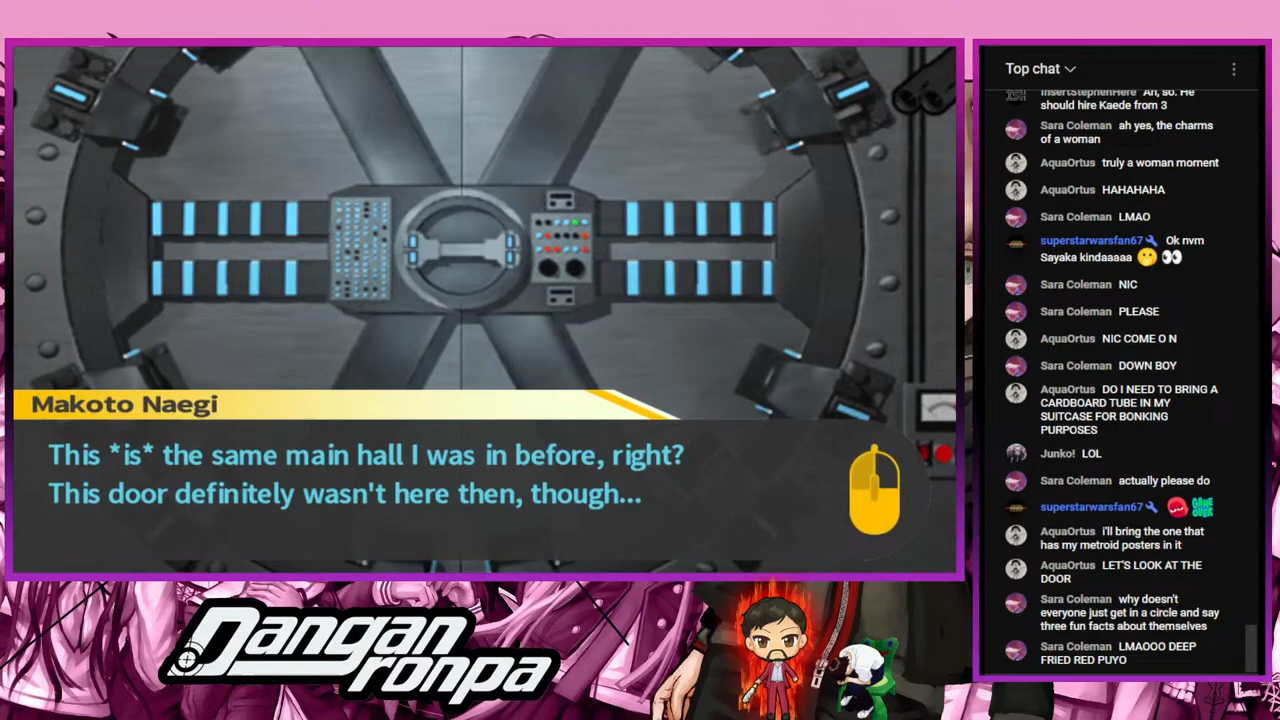 Makoto Naegi
This *is* the same main hall I was in before, right?
This door definitely wasn't here then, though...
Dangan
ronpa
Top chat
InsertStephenHere Ah, so. He
should hire Kaede from 3
Sara Coleman ah yes, the charms
of a woman
AquaOrtus truly a woman moment
AquaOrtus HAHAHAHA
Sara Coleman LMAO
superstarwarsfan67 Ok nvm
Sayaka kindaaaaa
Sara Coleman NIC
Sara Coleman PLEASE
AquaOrtus NIC COME O N
Sara Coleman DOWN BOY
AquaOrtus DO I NEED TO BRING A
CARDBOARD TUBE IN MY
SUITCASE FOR BONKING
PURPOSES
Junko! LOL
Sara Coleman actually please do
superstarwarsfan67 GAME
OVER
AquaOrtus i'll bring the one that
has my metroid posters in it
AquaOrtus LET'S LOOK AT THE
DOOR
Sara Coleman why doesn't
everyone just get in a circle and say
three fun facts about themselves
Sara Coleman LMAOOO DEEP
FRIED RED PUYO